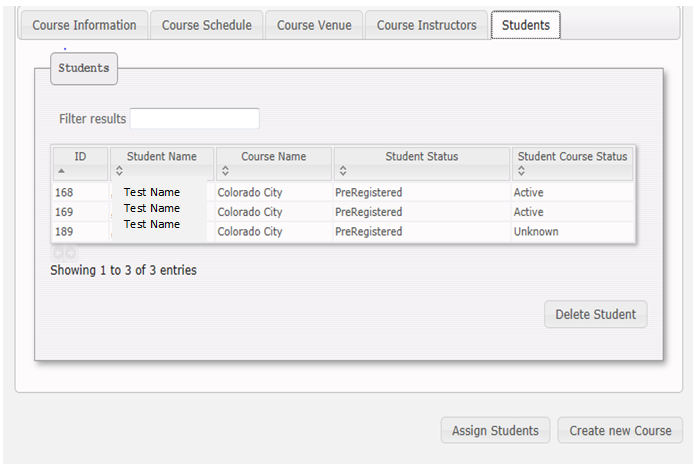 Course Information Course Schedule Course Venue Course Instructors Students
Students
Filter results
ID Student Name Course Name Student Status Student Course Status
168 Test Name Colorado City PreRegistered Active
169 Test Name Colorado City PreRegistered Active
189 Test Name Colorado City PreRegistered Unknown
Showing 1 to 3 of 3 entries
Delete Student
Assign Students Create new Course